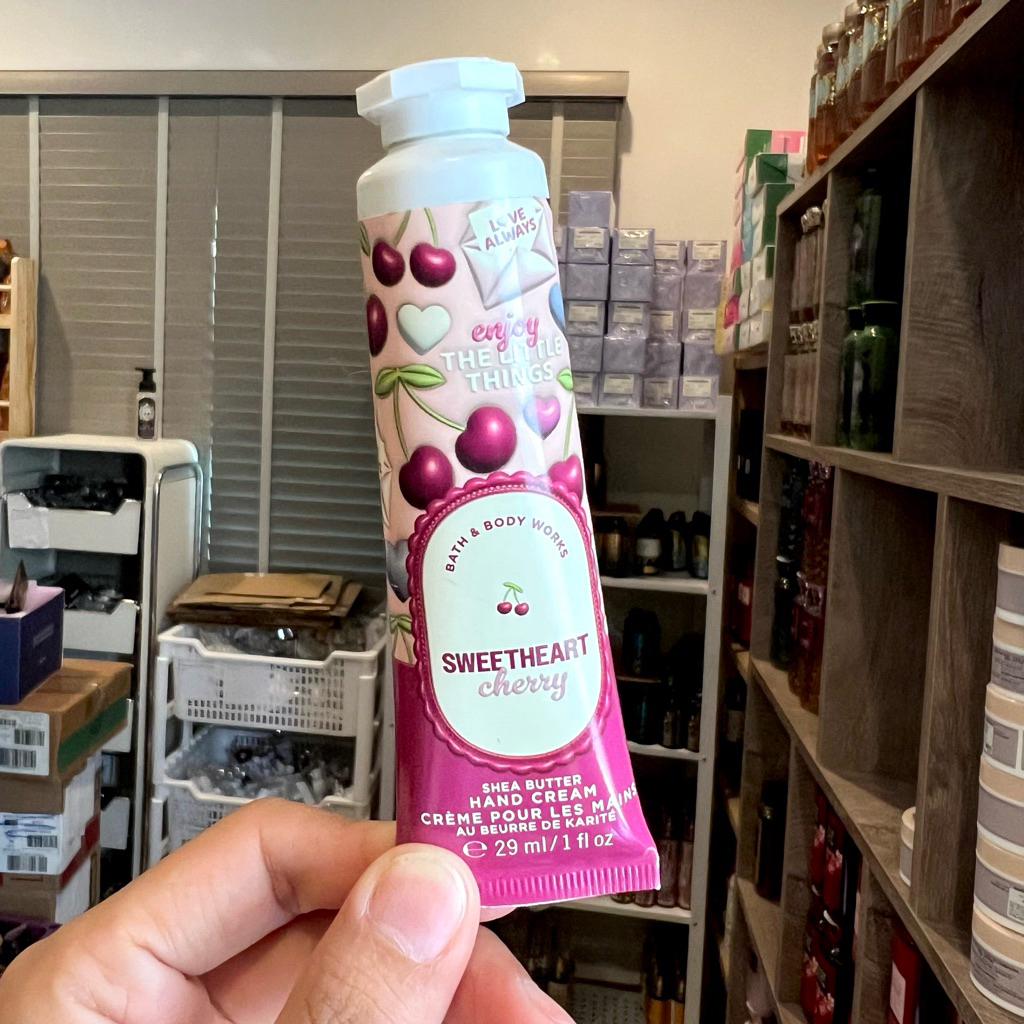 LOVE
ALWAYS
enjoy
THE LITTLE
THINGS
BATH & BODY WORKS
SWEETHEART
cherry
SHEA BUTTER
HAND CREAM
CRÈME POUR LES MAINS
AU BEURRE DE KARITÉ
℮ 29 ml/1 fl oz